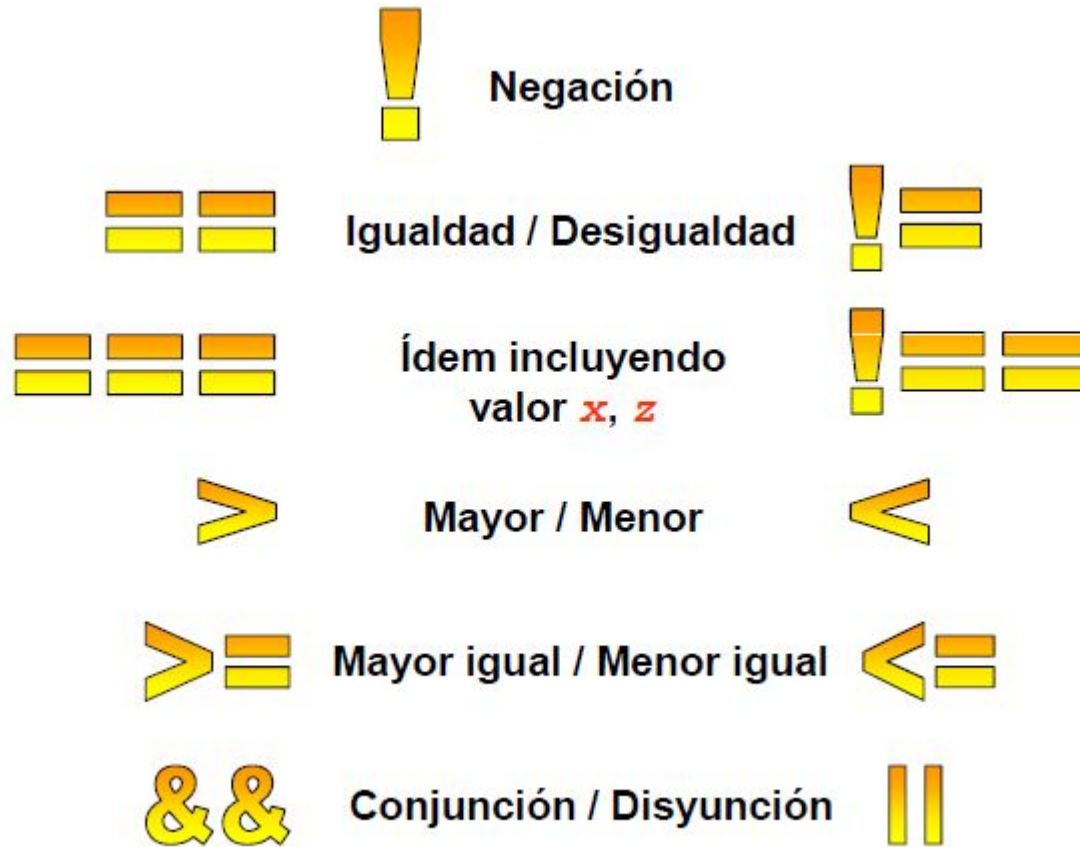 ! Negación
== Igualdad / Desigualdad !=
=== Ídem incluyendo !==
valor x, z
> Mayor / Menor <
>= Mayor igual / Menor igual <=
&& Conjunción / Disyunción ||